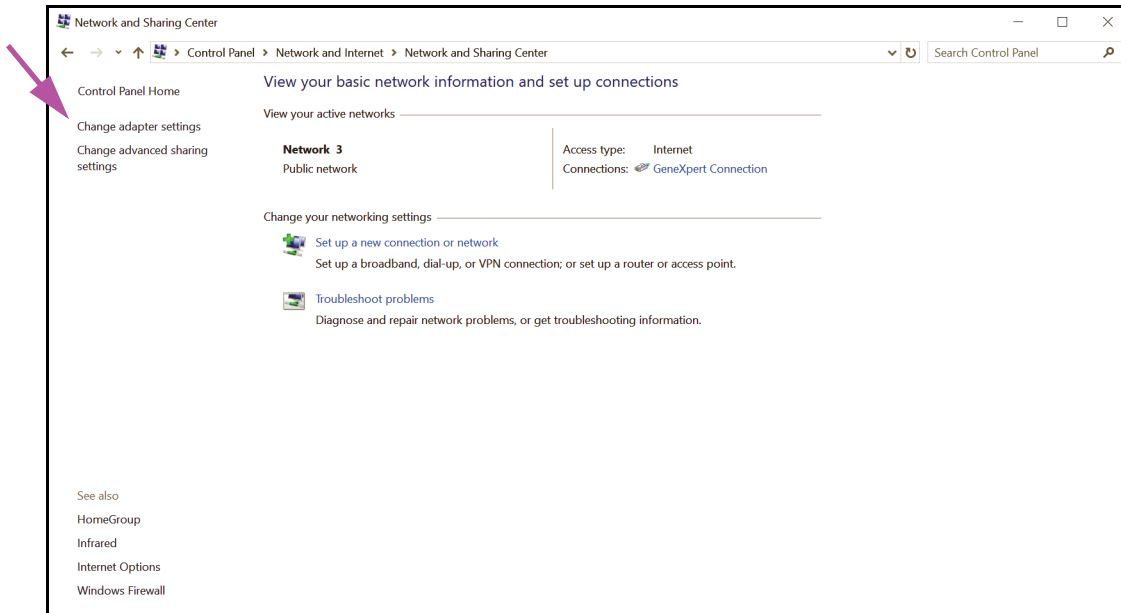 Network and Sharing Center
Control Panel > Network and Internet > Network and Sharing Center
Search Control Panel
Control Panel Home
Change adapter settings
Change advanced sharing
settings
View your basic network information and set up connections
View your active networks
Network 3
Public network
Access type: Internet
Connections: GeneXpert Connection
Change your networking settings
Set up a new connection or network
Set up a broadband, dial-up, or VPN connection; or set up a router or access point.
Troubleshoot problems
Diagnose and repair network problems, or get troubleshooting information.
See also
HomeGroup
Infrared
Internet Options
Windows Firewall